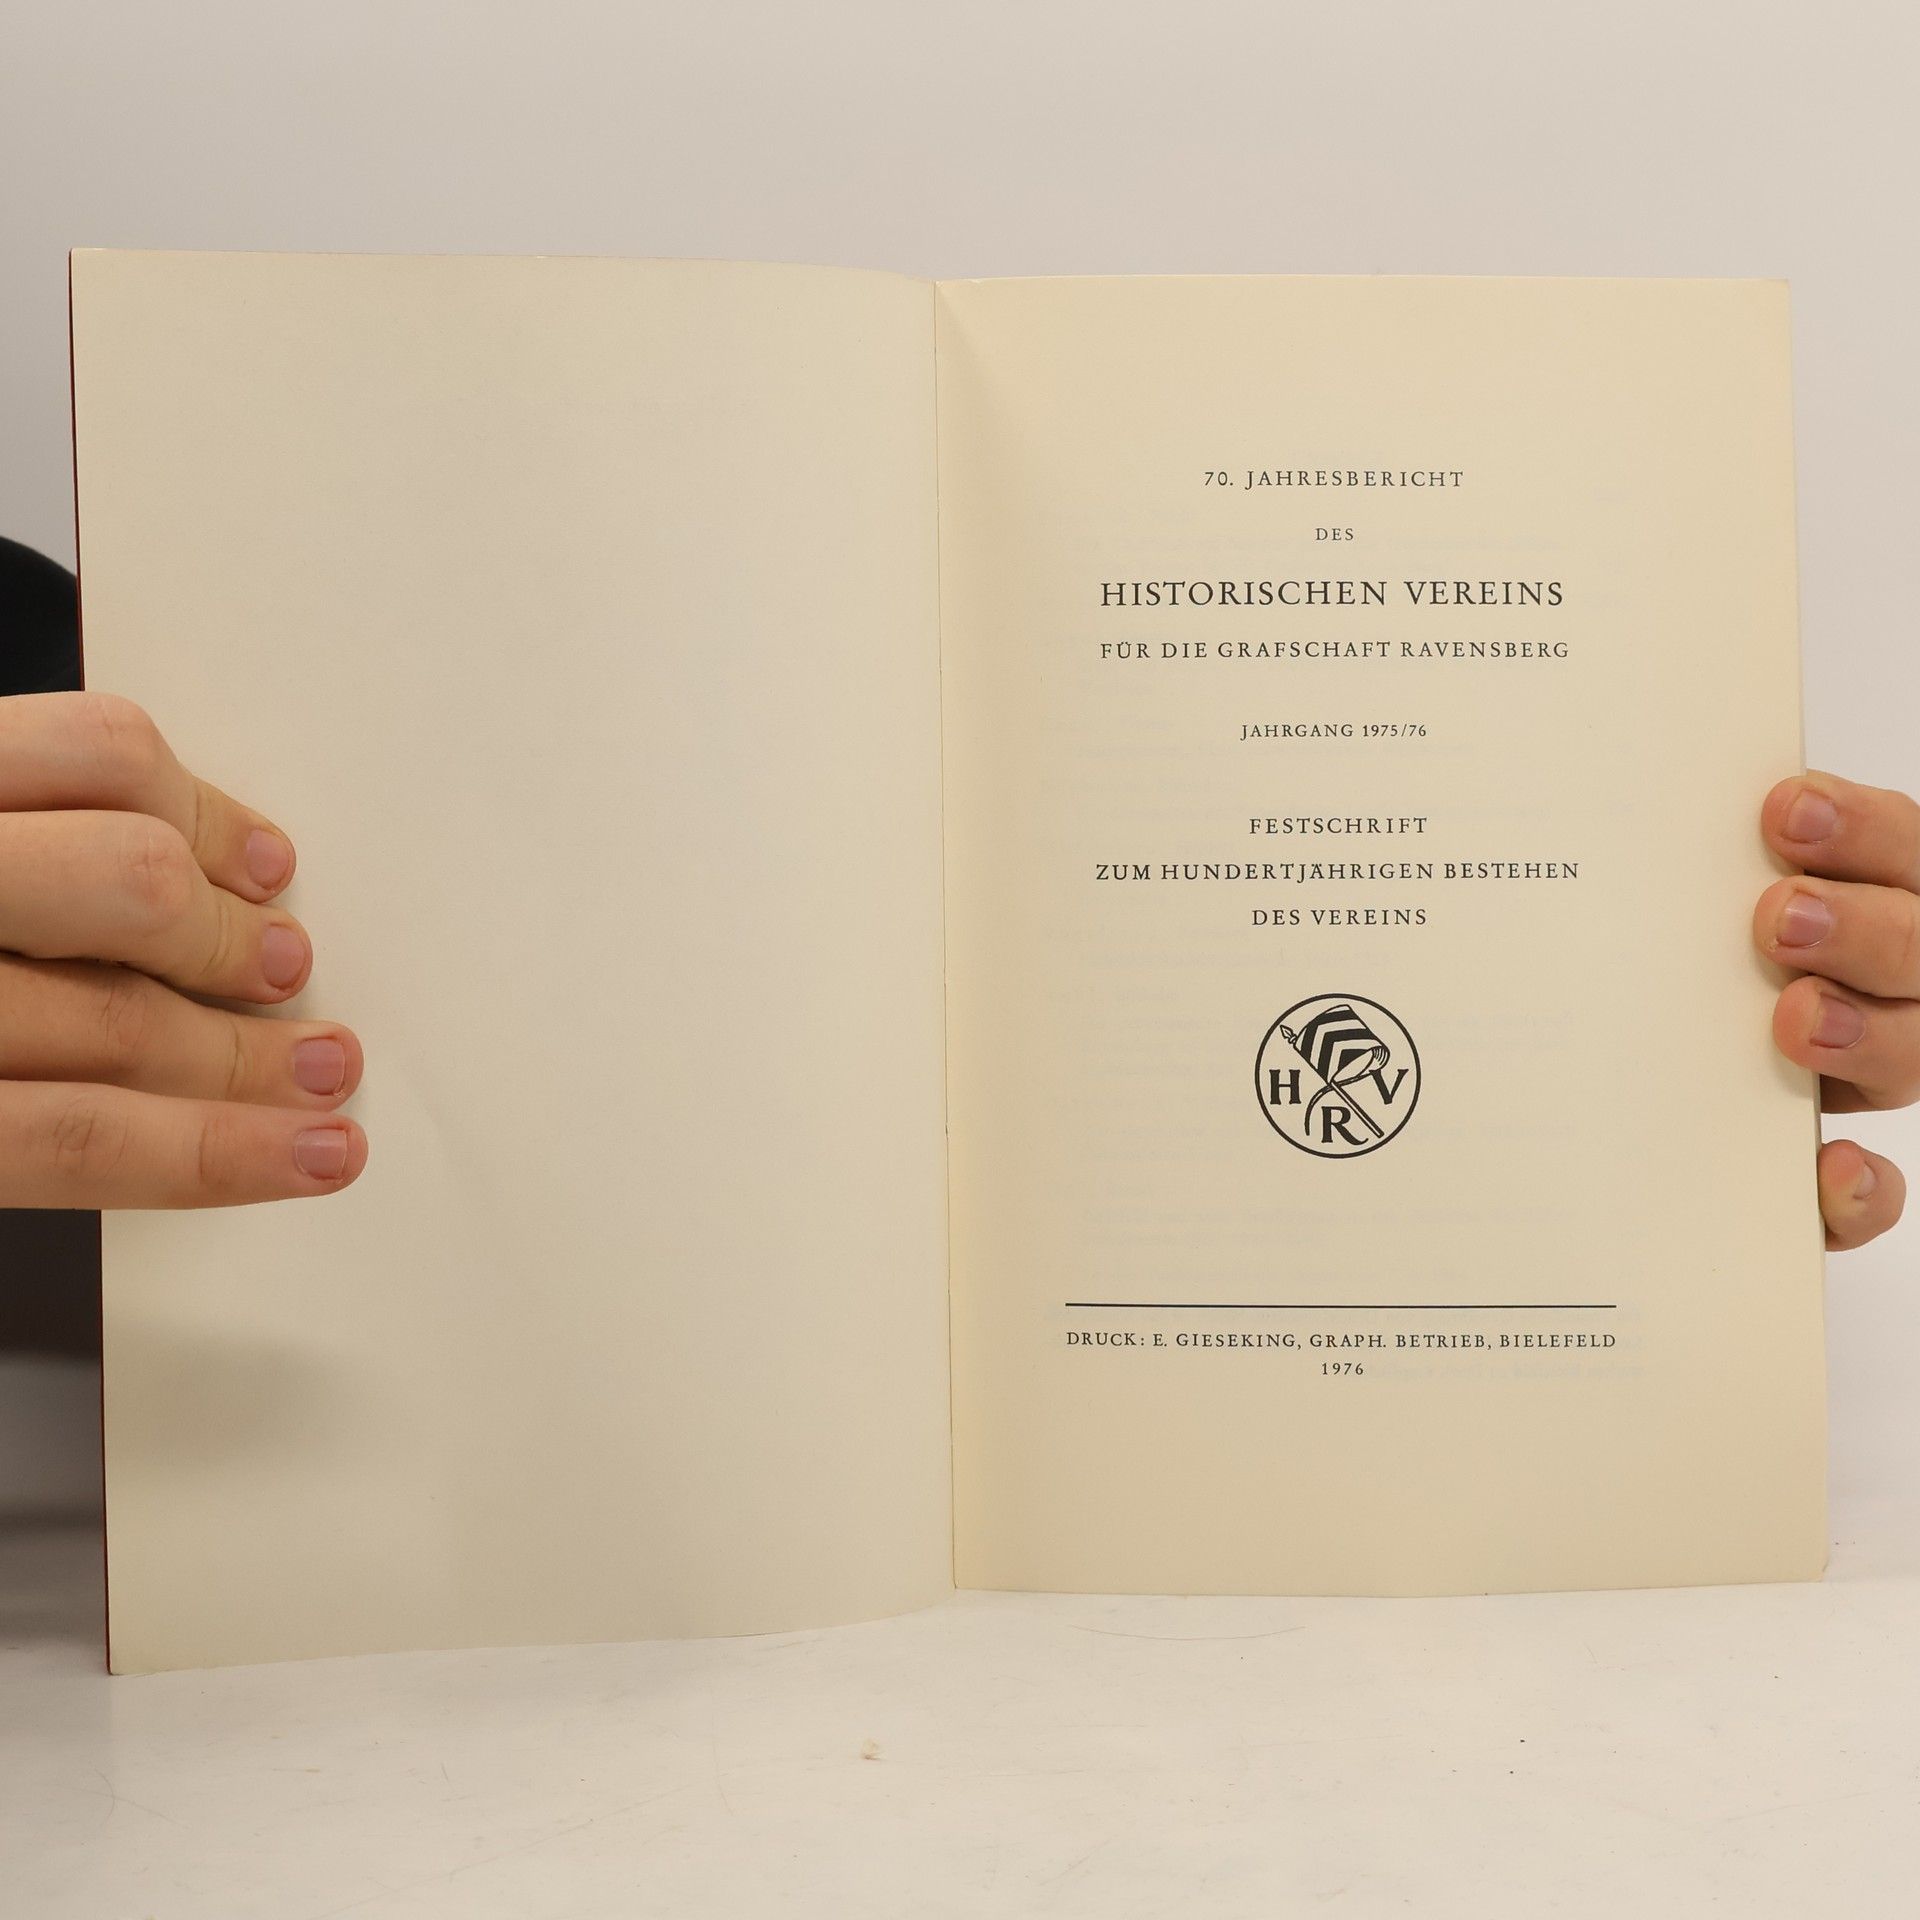 70. JAHRESBERICHT
DES
HISTORISCHEN VEREINS
FÜR DIE GRAFSCHAFT RAVENSBERG
JAHRGANG 1975/76
FESTSCHRIFT
ZUM HUNDERTJÄHRIGEN BESTEHEN
DES VEREINS
H V
R
DRUCK: E. GIESEKING, GRAPH. BETRIEB, BIELEFELD
1976